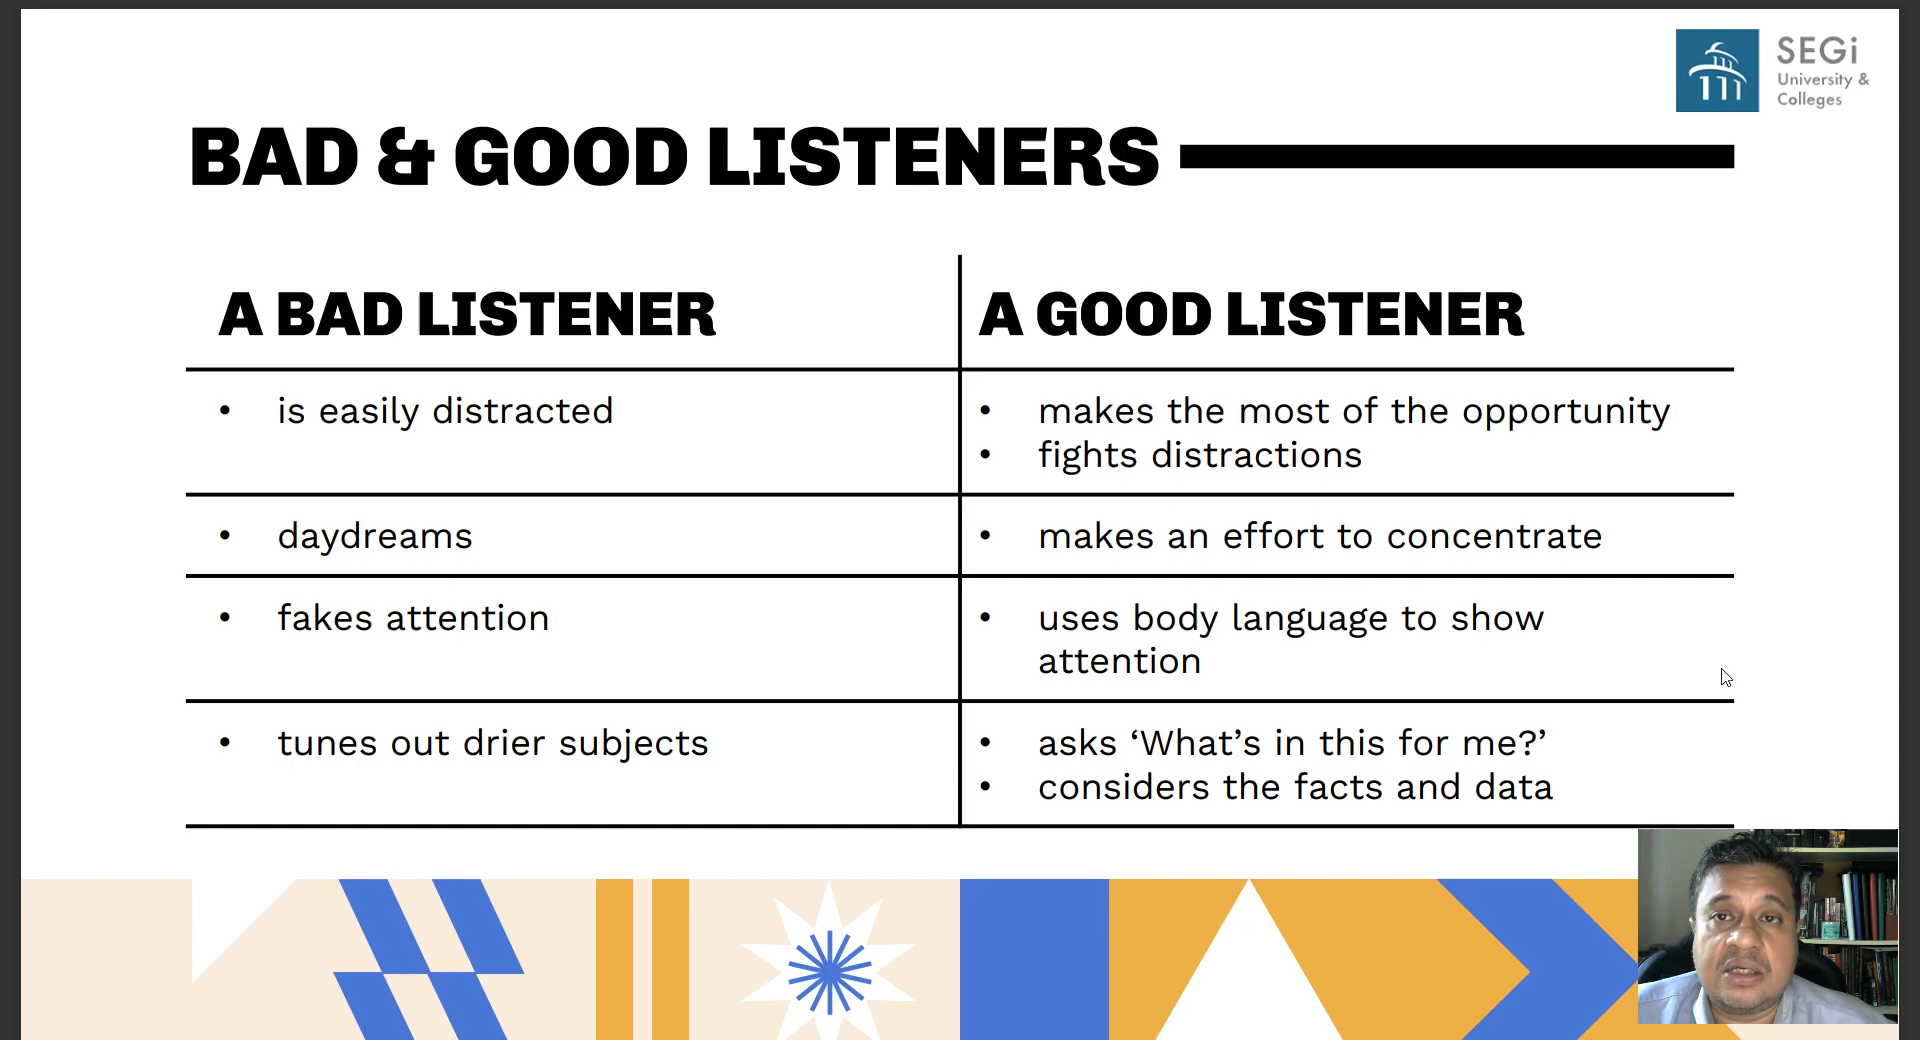 SEGi
University &
Colleges
BAD & GOOD LISTENERS
A BAD LISTENER
A GOOD LISTENER
• is easily distracted
• makes the most of the opportunity
• fights distractions
• daydreams
• makes an effort to concentrate
• fakes attention
• uses body language to show
attention
• tunes out drier subjects
• asks ‘What’s in this for me?’
• considers the facts and data